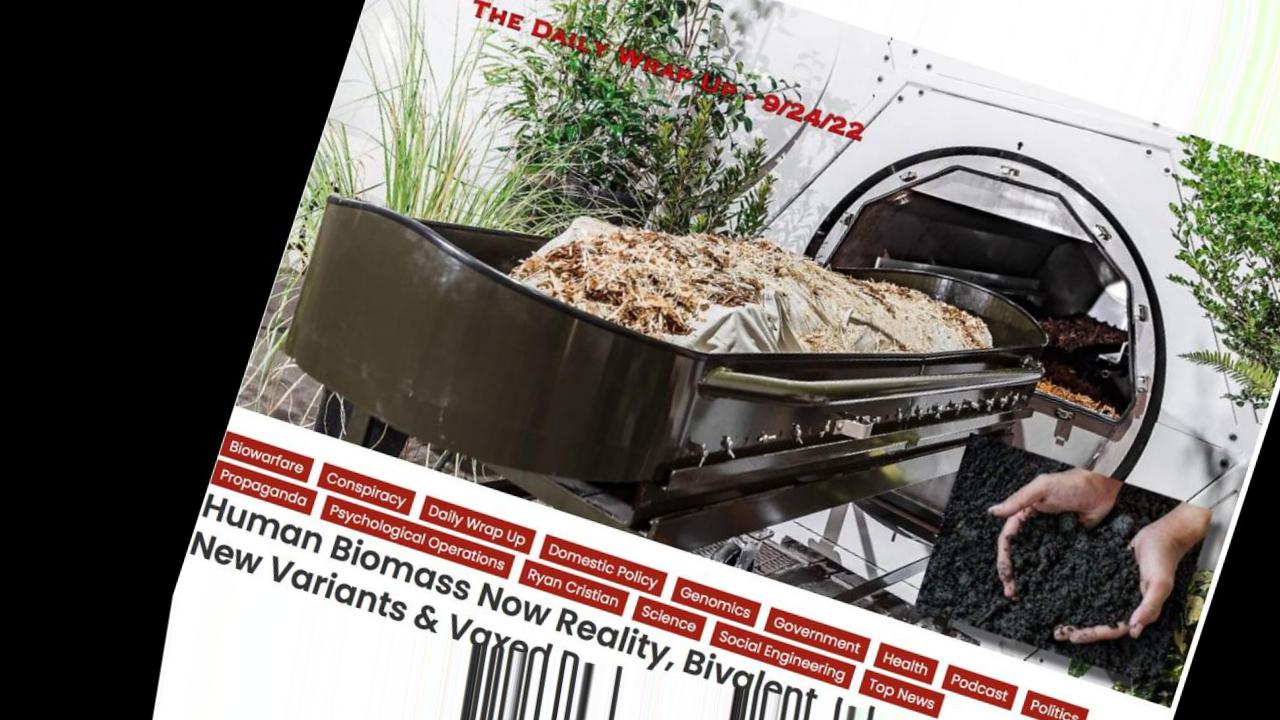 The Daily Wrap Up - 9/24/22
Biowarfare Conspiracy Daily Wrap Up Domestic Policy Genomics Government Health Podcast Politics
Propaganda Psychological Operations Ryan Cristian Science Social Engineering Top News
Human Biomass Now Reality, Bivalent
New Variants & Vaxed